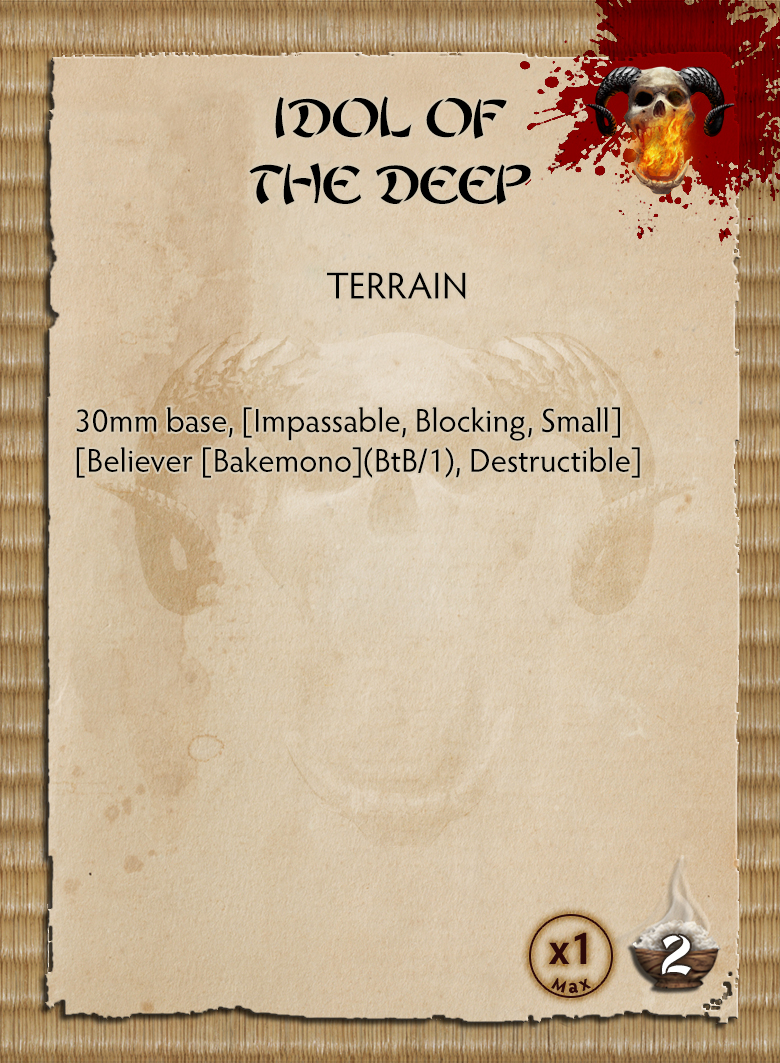 IDOL OF
THE DEEP
TERRAIN
30mm base, [Impassable, Blocking, Small]
[Believer [Bakemono](BtB/1), Destructible]
x1
Max
2